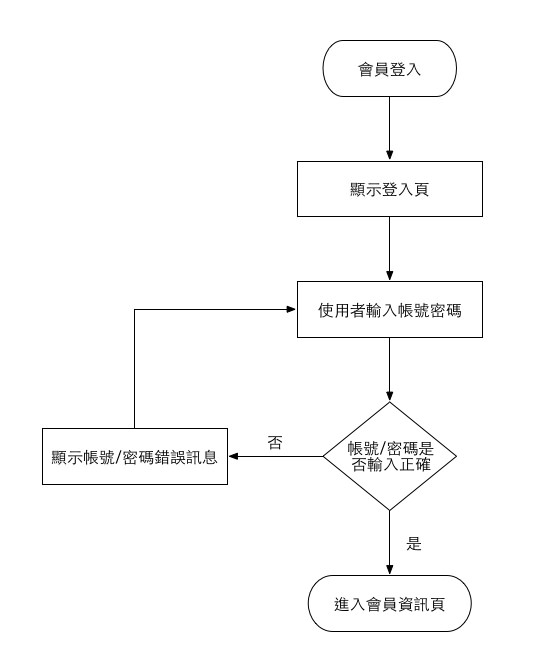 會員登入
顯示登入頁
使用者輸入帳號密碼
否
顯示帳號/密碼錯誤訊息
帳號/密碼是
否輸入正確
是
進入會員資訊頁